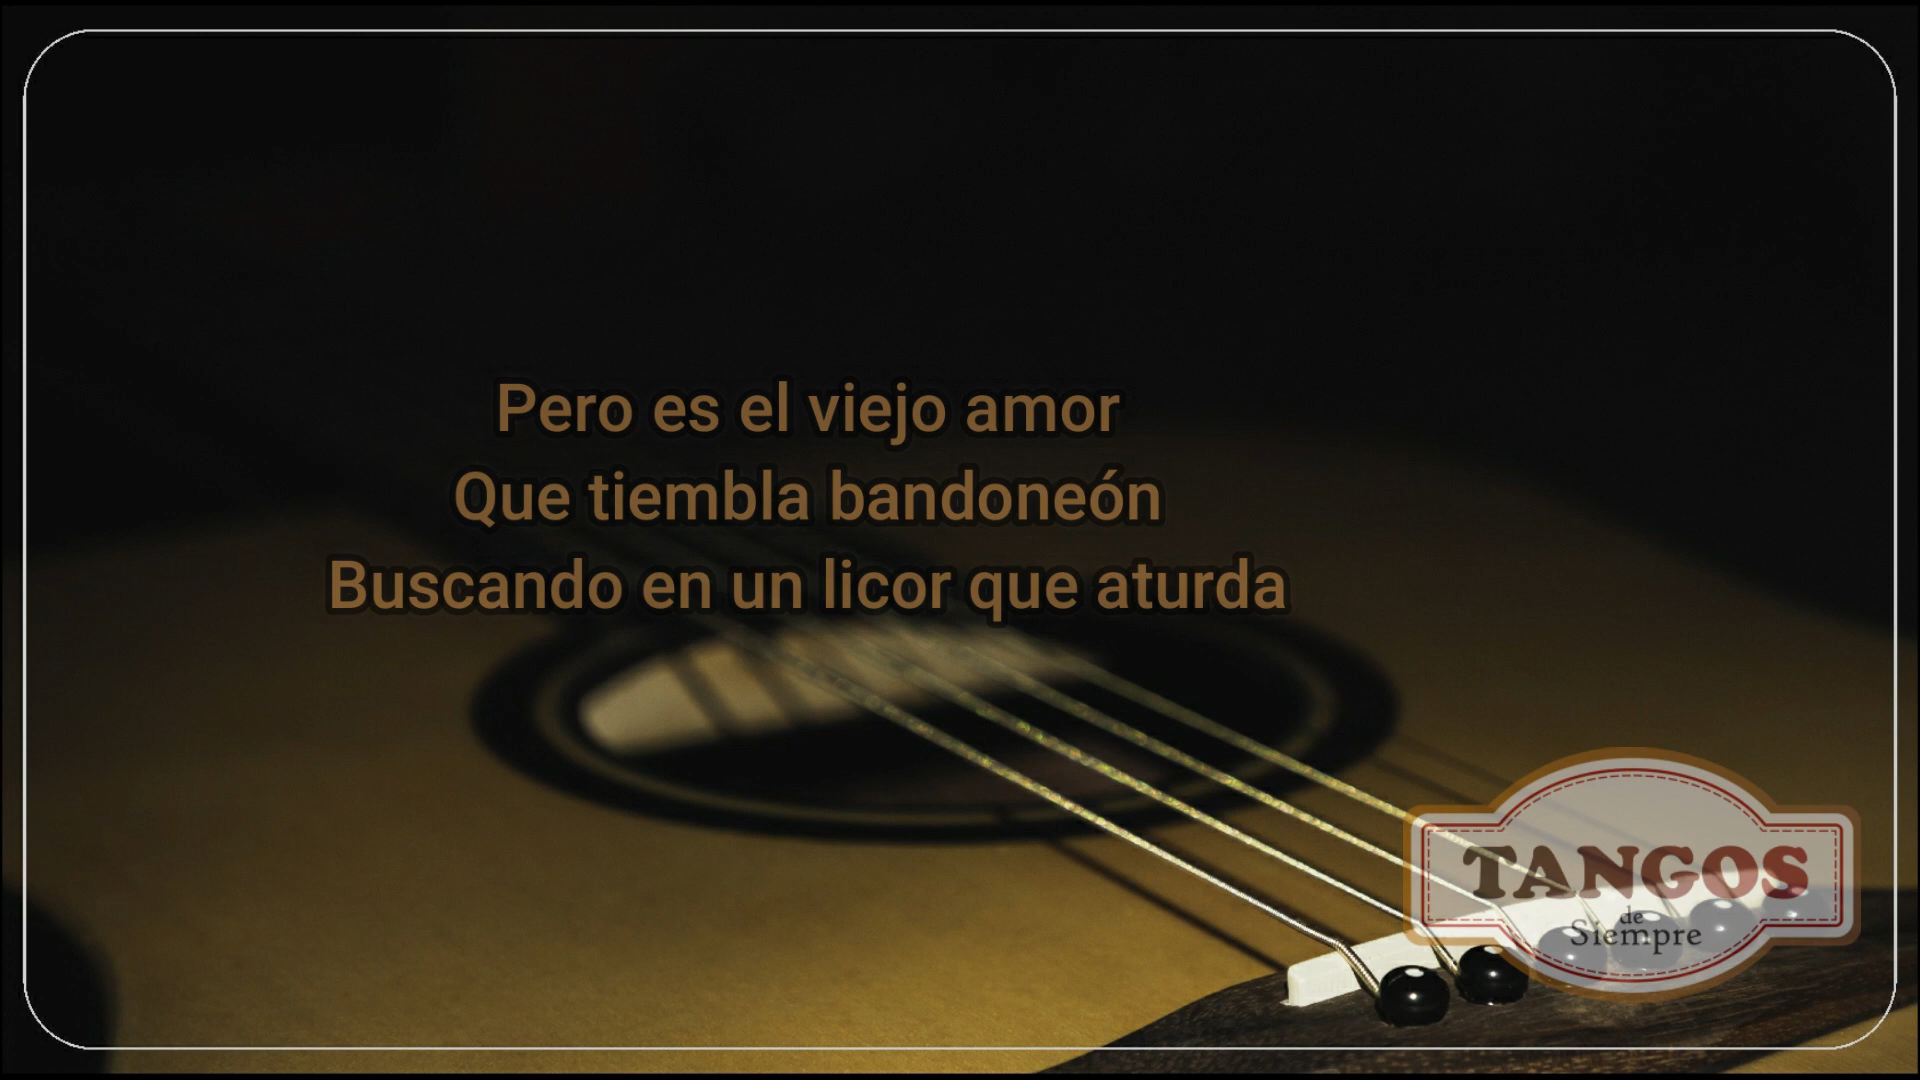 Pero es el viejo amor
Que tiembla bandoneón
Buscando en un licor que aturda
TANGOS
de
Siempre